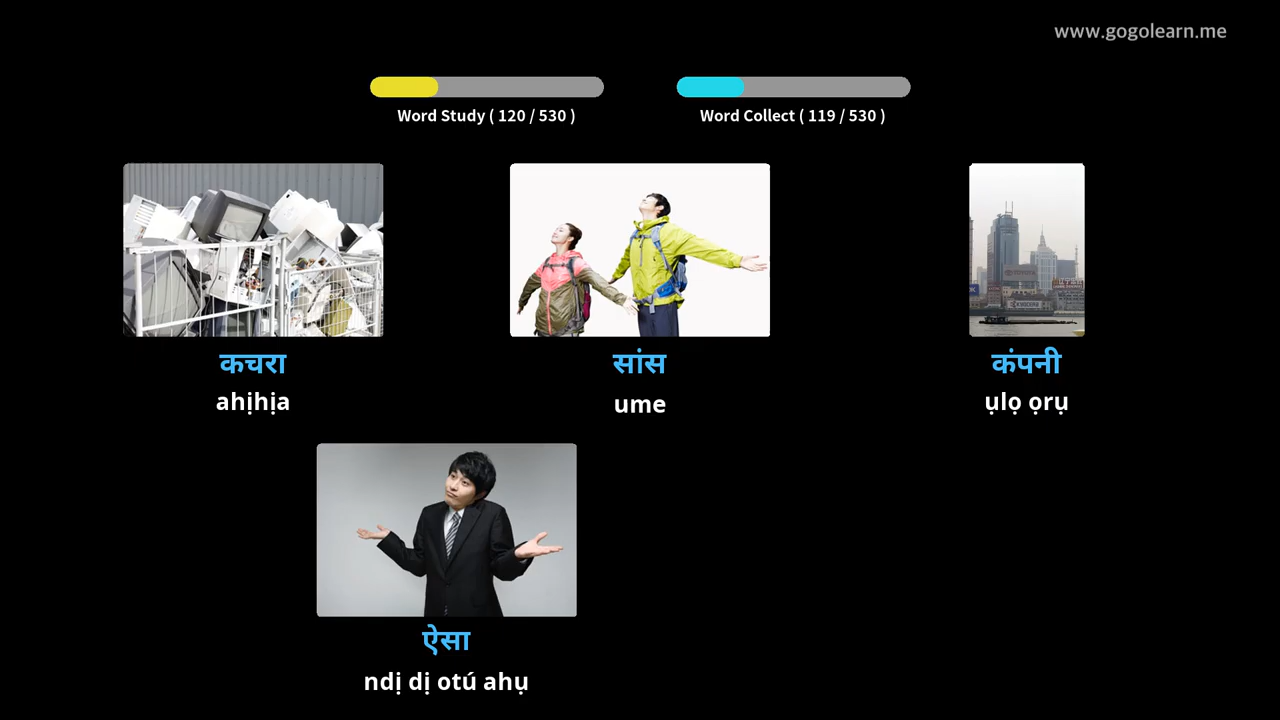 www.gogolearn.me
Word Study ( 120 / 530 )
Word Collect ( 119 / 530 )
कचरा
ahịhịa
सांस
ume
कंपनी
ụlọ ọrụ
ऐसा
ndị dị otú ahụ